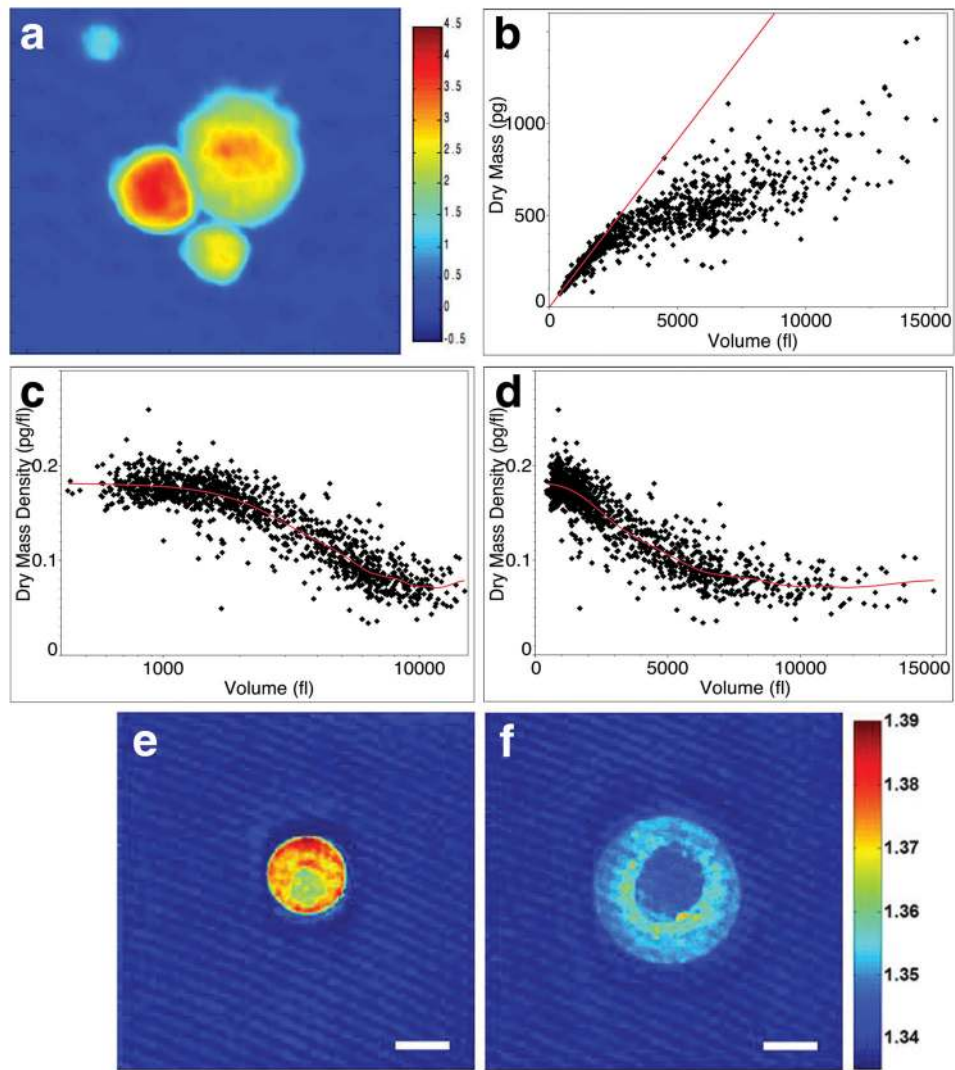 a
4.5
4
3.5
3
2.5
2
1.5
1
0.5
0
-0.5
b
Dry Mass (pg)
1000
500
0
0 5000 10000 15000
Volume (fl)
c
Dry Mass Density (pg/fl)
0.2
0.1
0
1000 10000
Volume (fl)
d
Dry Mass Density (pg/fl)
0.2
0.1
0
0 5000 10000 15000
Volume (fl)
e
f
1.39
1.38
1.37
1.36
1.35
1.34